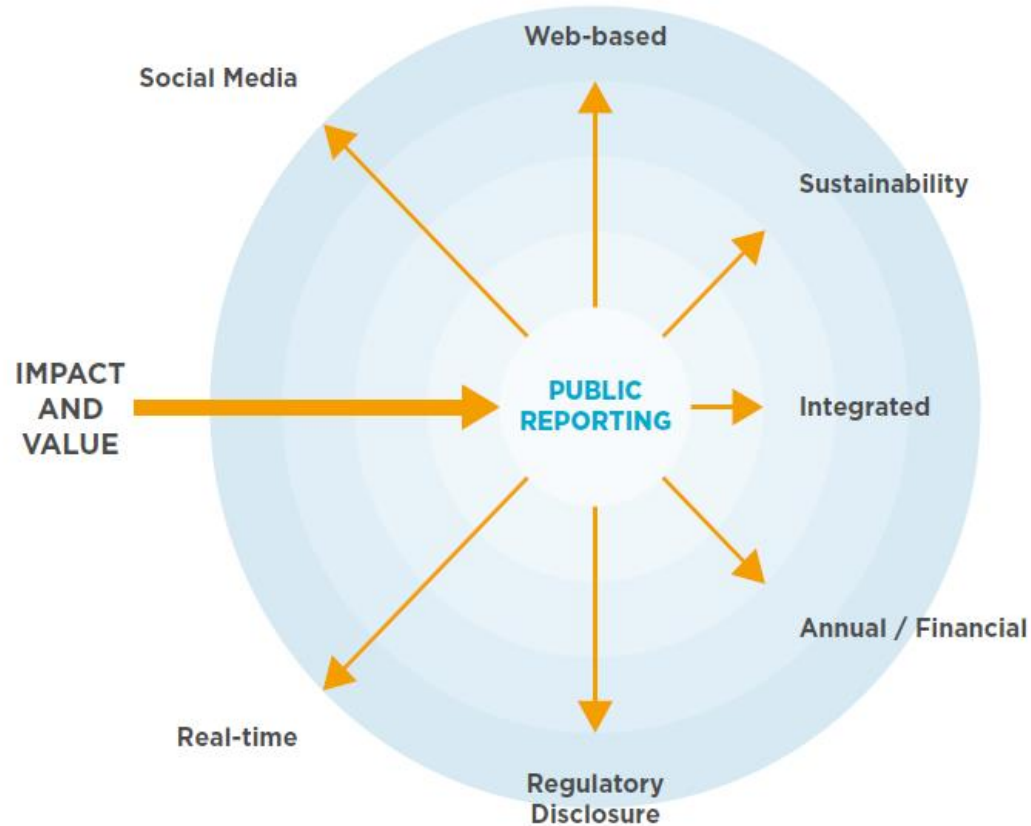 Web-based
Social Media
Sustainability
IMPACT
AND
VALUE
PUBLIC
REPORTING
Integrated
Annual / Financial
Real-time
Regulatory
Disclosure